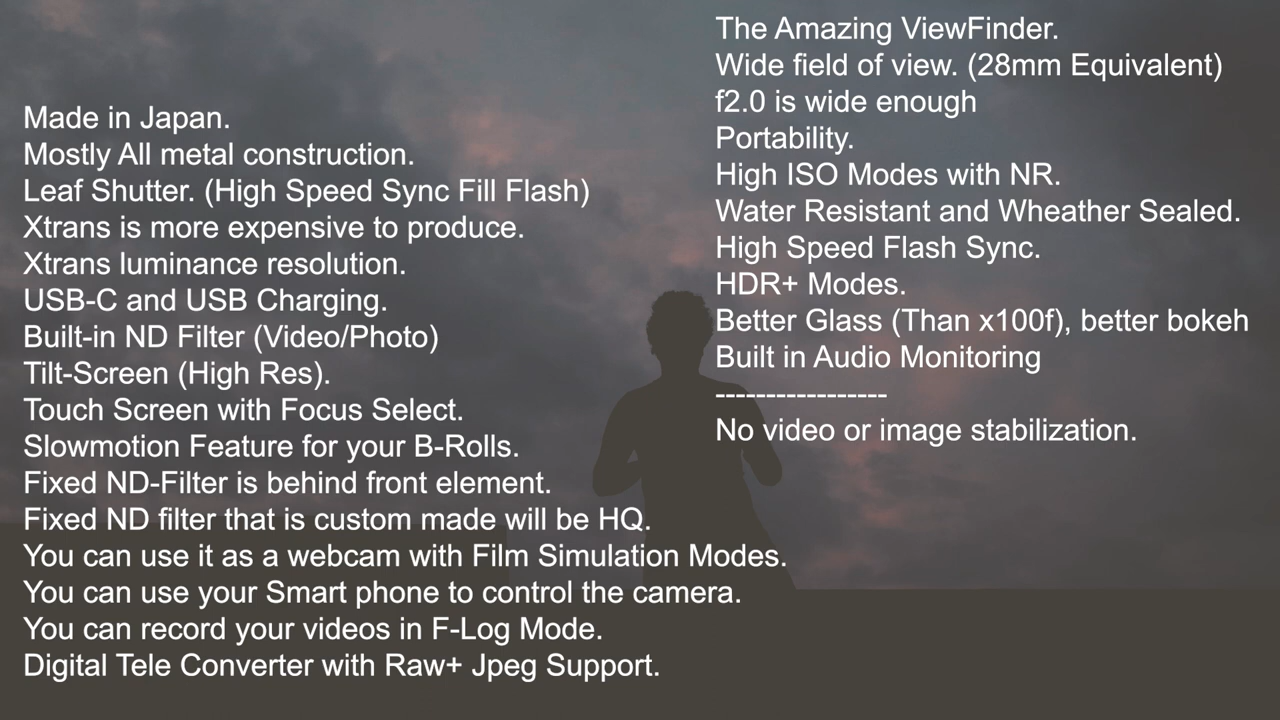 Made in Japan.
Mostly All metal construction.
Leaf Shutter. (High Speed Sync Fill Flash)
Xtrans is more expensive to produce.
Xtrans luminance resolution.
USB-C and USB Charging.
Built-in ND Filter (Video/Photo)
Tilt-Screen (High Res).
Touch Screen with Focus Select.
Slowmotion Feature for your B-Rolls.
Fixed ND-Filter is behind front element.
Fixed ND filter that is custom made will be HQ.
You can use it as a webcam with Film Simulation Modes.
You can use your Smart phone to control the camera.
You can record your videos in F-Log Mode.
Digital Tele Converter with Raw+ Jpeg Support.
The Amazing ViewFinder.
Wide field of view. (28mm Equivalent)
f2.0 is wide enough
Portability.
High ISO Modes with NR.
Water Resistant and Wheather Sealed.
High Speed Flash Sync.
HDR+ Modes.
Better Glass (Than x100f), better bokeh
Built in Audio Monitoring
-----------------
No video or image stabilization.